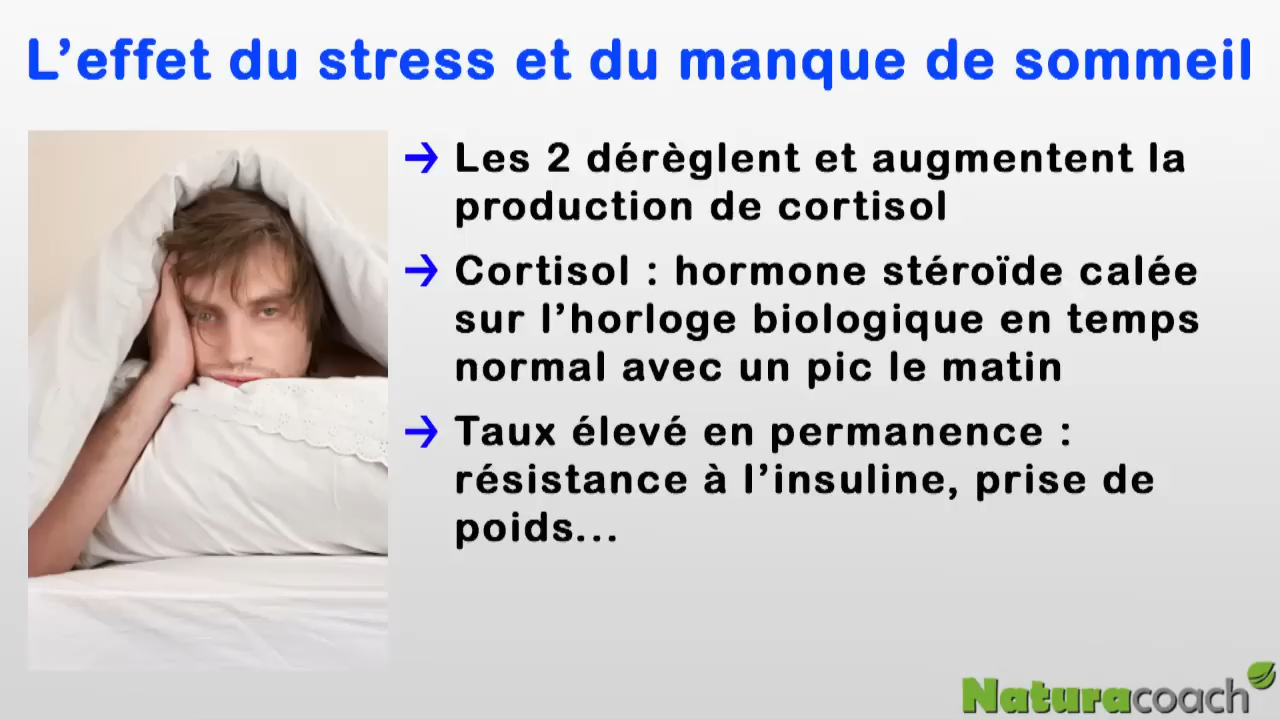 L’effet du stress et du manque de sommeil
→ Les 2 dérèglent et augmentent la
production de cortisol
→ Cortisol : hormone stéroïde calée
sur l’horloge biologique en temps
normal avec un pic le matin
→ Taux élevé en permanence :
résistance à l’insuline, prise de
poids...
Naturacoach